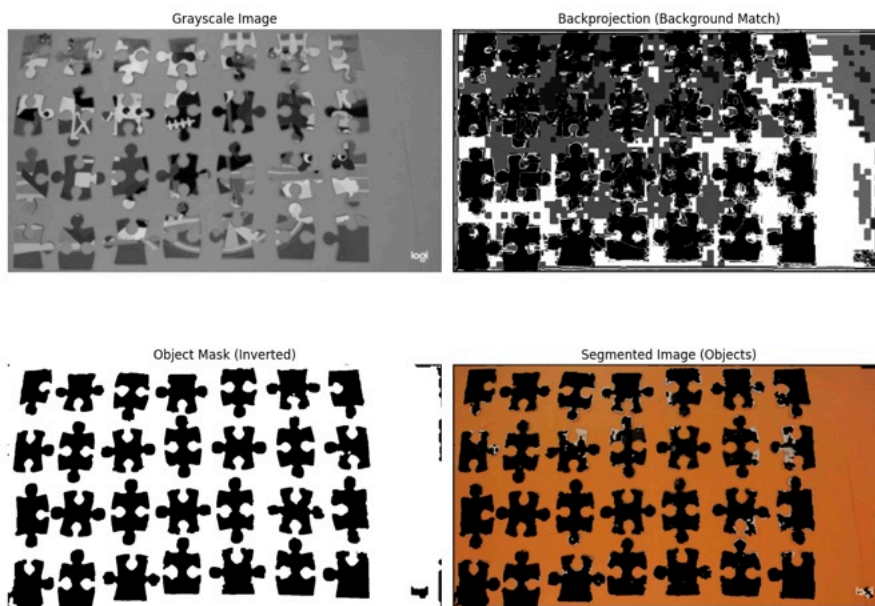 Grayscale Image
Backprojection (Background Match)
logi
Object Mask (Inverted)
Segmented Image (Objects)